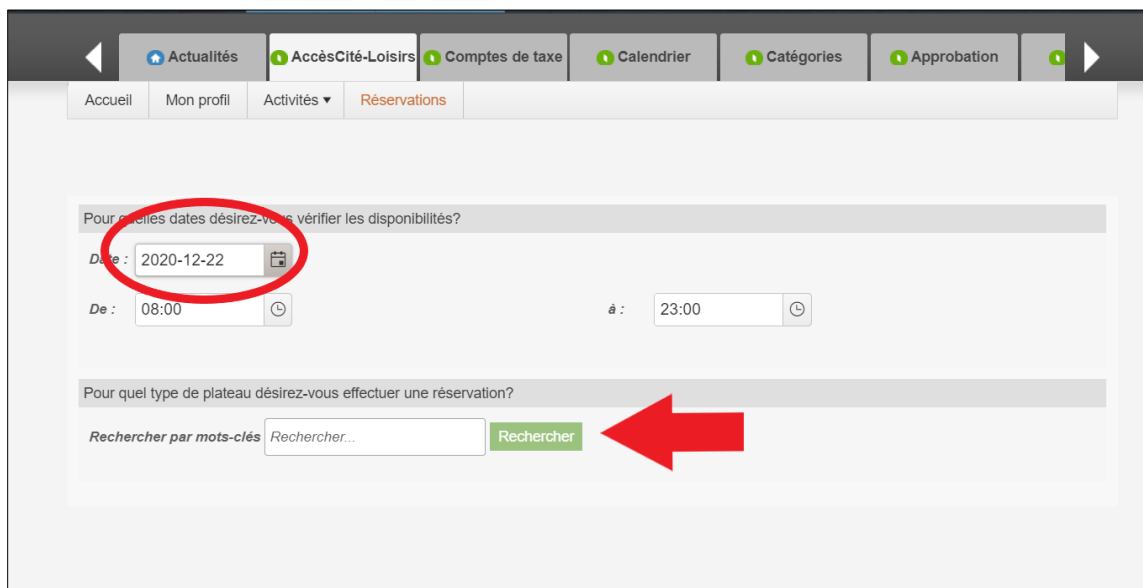 Actualités AccèsCité-Loisirs Comptes de taxe Calendrier Catégories Approbation
Accueil Mon profil Activités Réservations
Pour quelles dates désirez-vous vérifier les disponibilités?
Date : 2020-12-22
De : 08:00 à : 23:00
Pour quel type de plateau désirez-vous effectuer une réservation?
Rechercher par mots-clés Rechercher... Rechercher